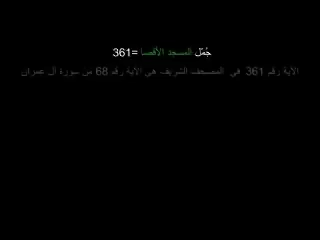 جُمّل المسجد الأقصا =361
الآية رقم 361 في المصحف الشريف هي الآية رقم 68 من سورة آل عمران